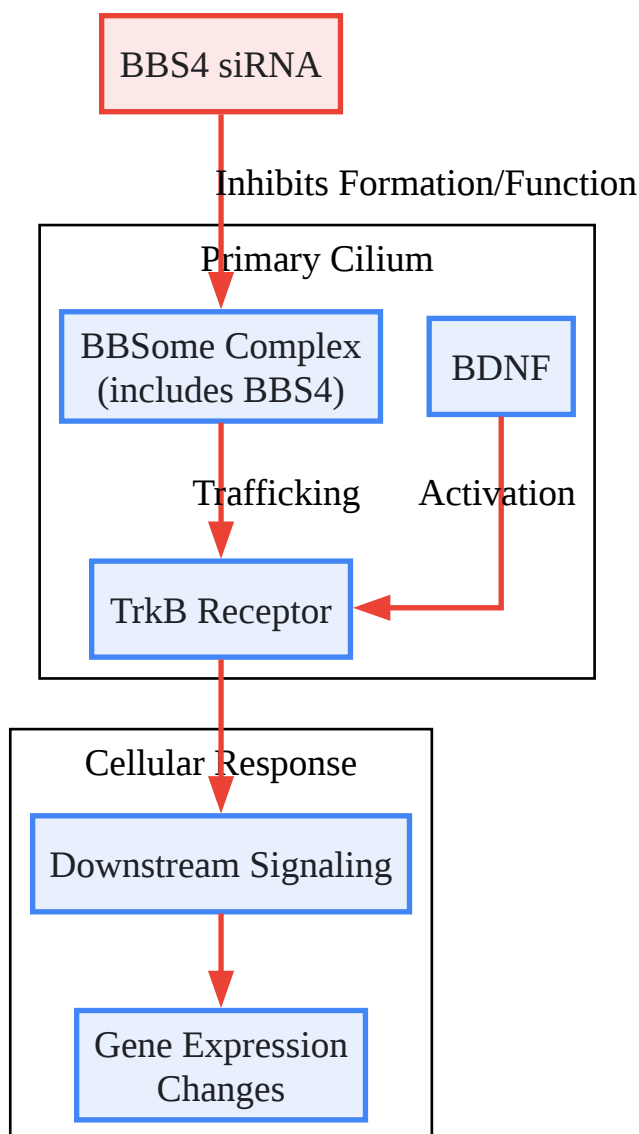 BBS4 siRNA
Inhibits Formation/Function
Primary Cilium
BBSome Complex
(includes BBS4)
BDNF
Trafficking
Activation
TrkB Receptor
Cellular Response
Downstream Signaling
Gene Expression
Changes